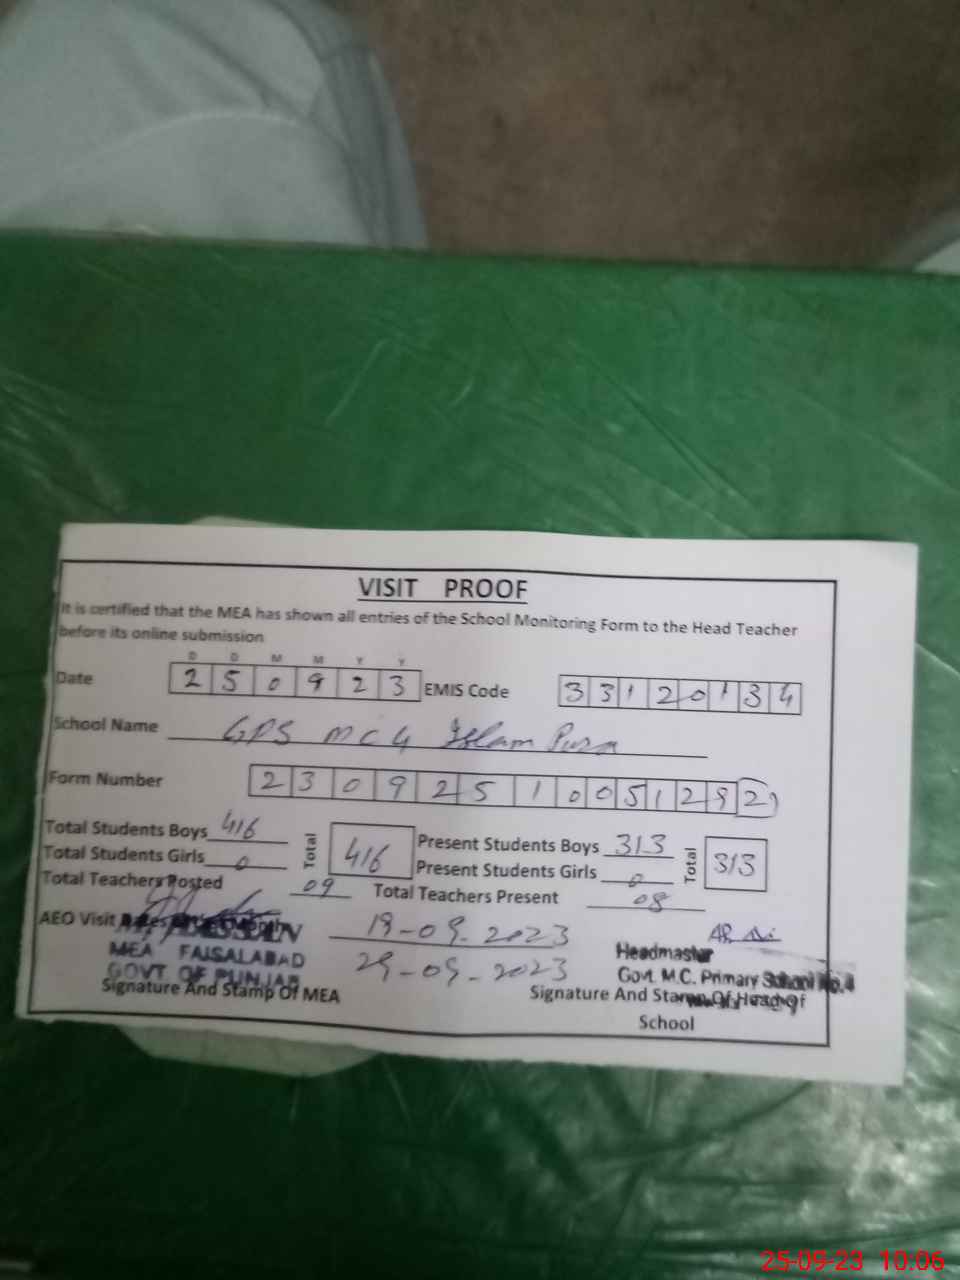 VISIT PROOF
It is certified that the MEA has shown all entries of the School Monitoring Form to the Head Teacher
before its online submission
D D M M Y Y
Date 2 5 0 9 2 3 EMIS Code 3 3 1 2 0 1 3 4
School Name GPS MC 4 Islam Pura
Form Number 2 3 0 9 2 5 1 0 0 5 1 2 9 2
Total Students Boys 416 Total 416 Present Students Boys 313 Total 313
Total Students Girls 0 Present Students Girls 0
Total Teachers Posted 09 Total Teachers Present 08
AEO Visit 19-09-2023
MEA FAISALABAD 29-09-2023 Headmaster
GOVT. OF PUNJAB Govt. M.C. Primary School No.4
Signature And Stamp Of MEA Signature And Stamp Of Head Of
School
25-09-23 10:06